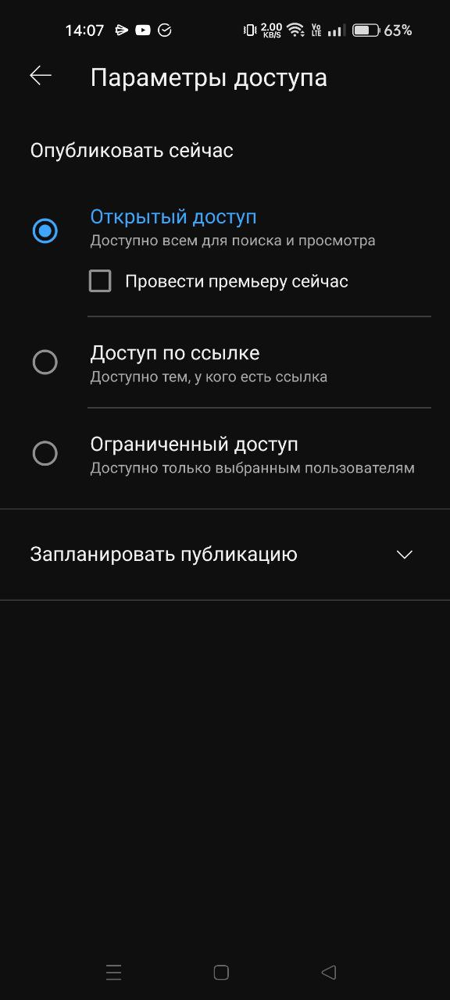 14:07 2.00 KB/S Vo LTE 63%
Параметры доступа
Опубликовать сейчас
Открытый доступ
Доступно всем для поиска и просмотра
Провести премьеру сейчас
Доступ по ссылке
Доступно тем, у кого есть ссылка
Ограниченный доступ
Доступно только выбранным пользователям
Запланировать публикацию